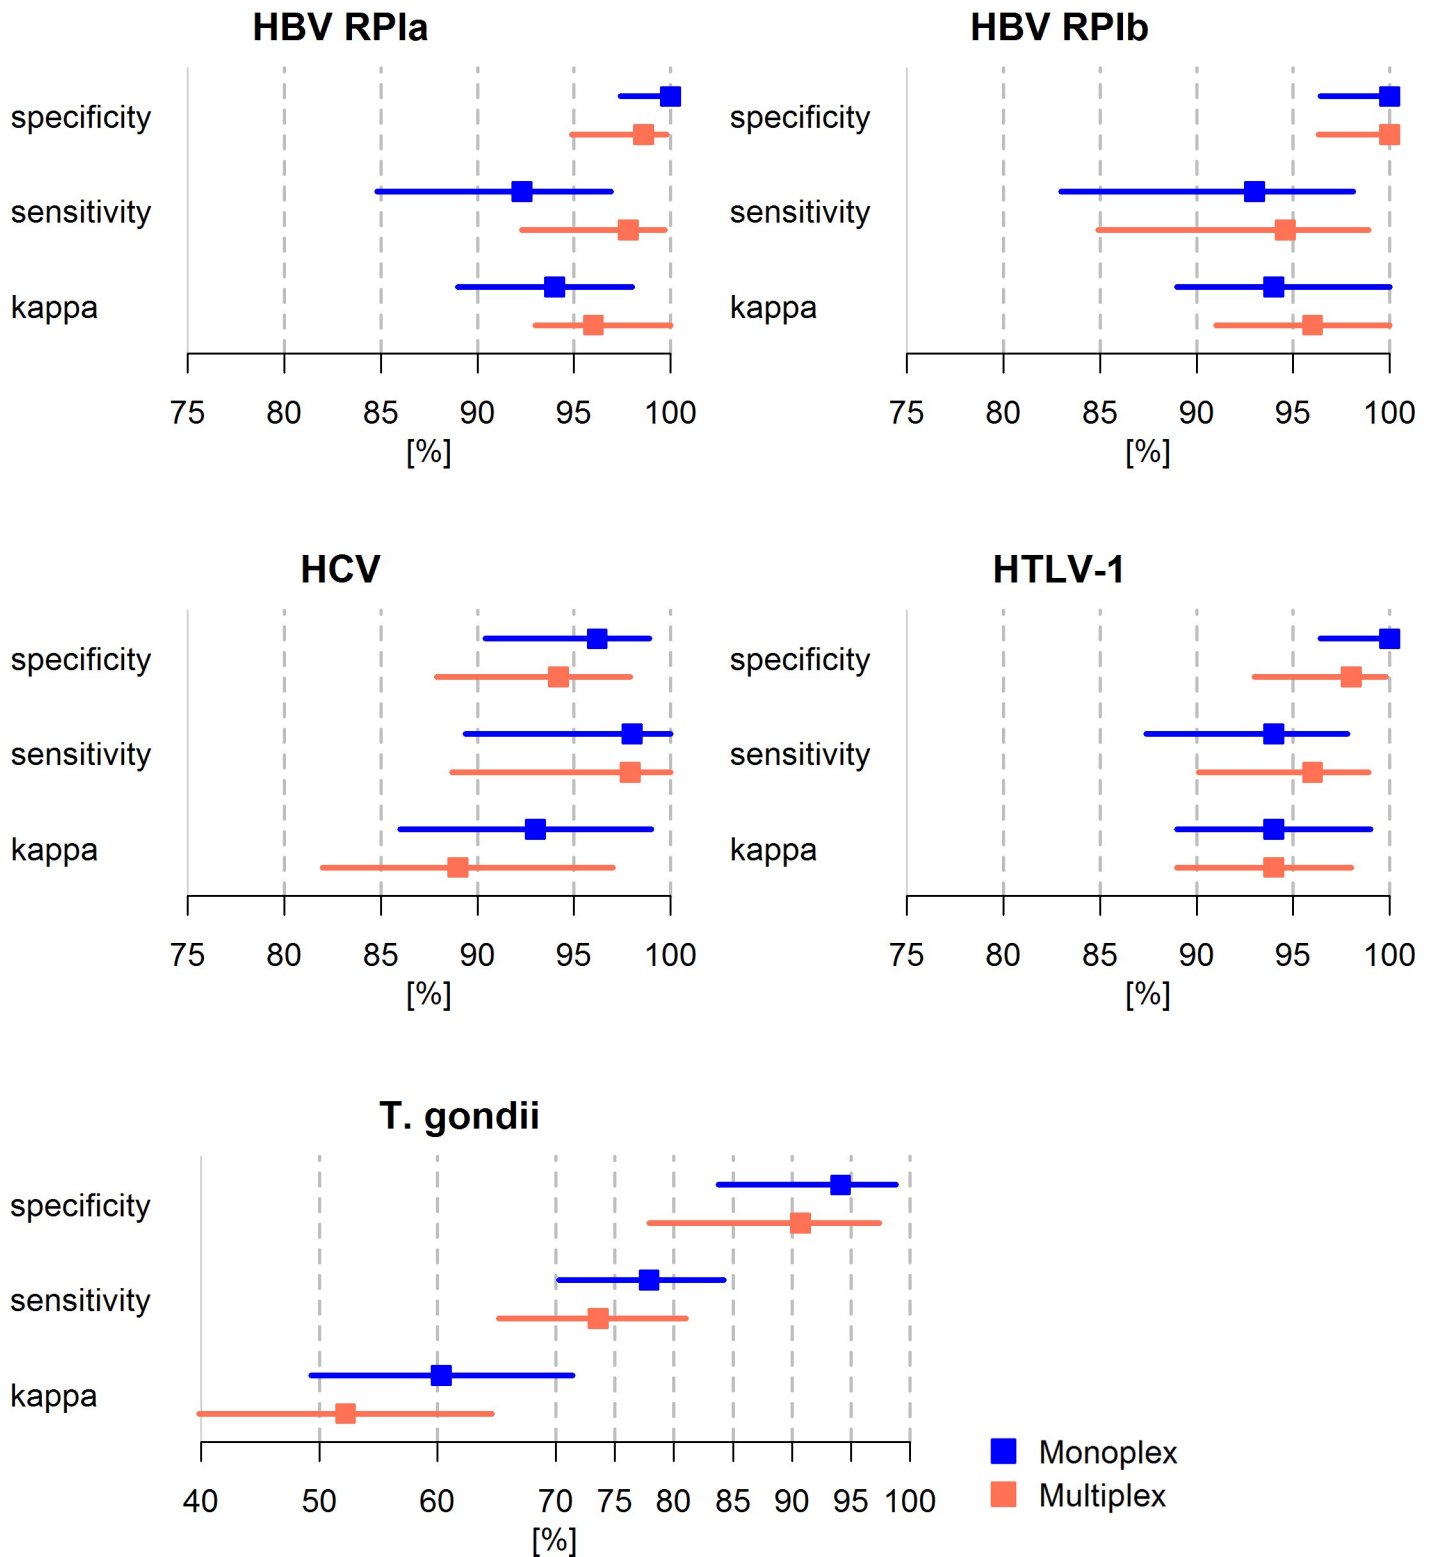 HBV RPIa
specificity
sensitivity
kappa
75 80 85 90 95 100
[%]
HBV RPIb
specificity
sensitivity
kappa
75 80 85 90 95 100
[%]
HCV
specificity
sensitivity
kappa
75 80 85 90 95 100
[%]
HTLV-1
specificity
sensitivity
kappa
75 80 85 90 95 100
[%]
T. gondii
specificity
sensitivity
kappa
40 50 60 70 75 80 85 90 95 100
[%]
Monoplex
Multiplex